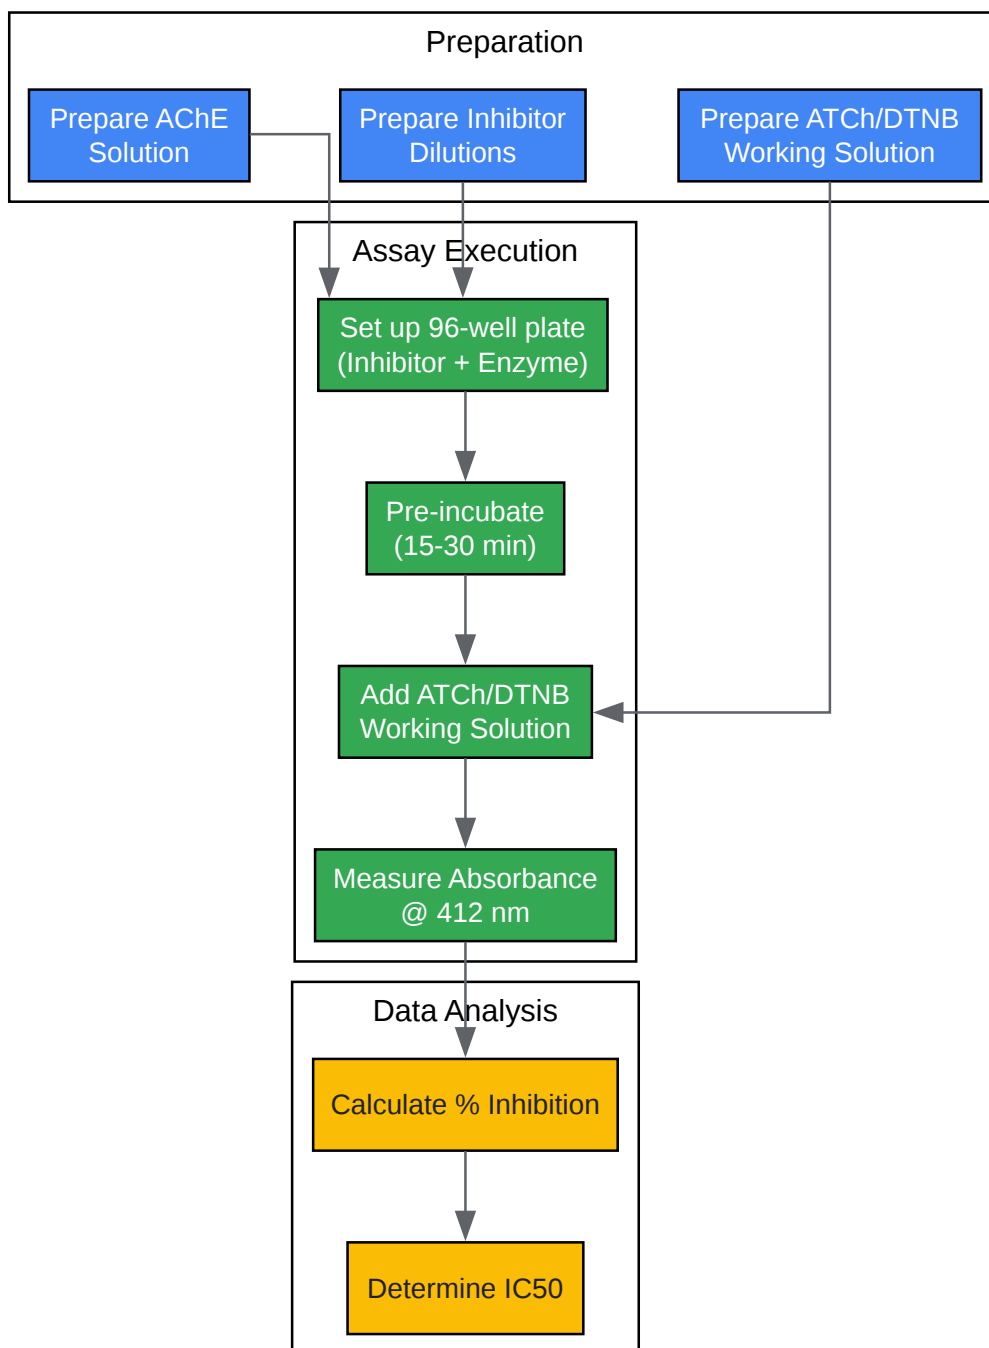 Preparation
Prepare AChE
Solution
Prepare Inhibitor
Dilutions
Prepare ATCh/DTNB
Working Solution
Assay Execution
Set up 96-well plate
(Inhibitor + Enzyme)
Pre-incubate
(15-30 min)
Add ATCh/DTNB
Working Solution
Measure Absorbance
@ 412 nm
Data Analysis
Calculate % Inhibition
Determine IC50